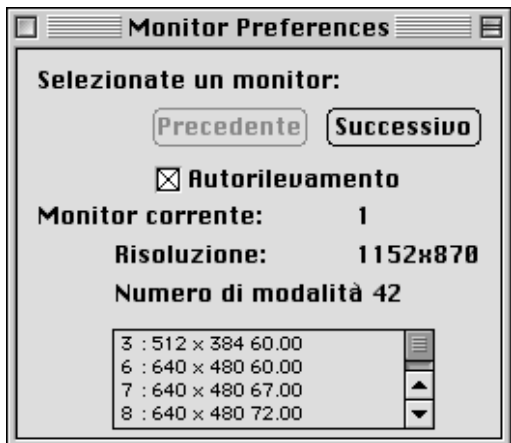 Monitor Preferences
Selezionate un monitor:
Precedente Successivo
Autorilevamento
Monitor corrente: 1
Risoluzione: 1152x870
Numero di modalità 42
3 : 512 x 384 60.00
6 : 640 x 480 60.00
7 : 640 x 480 67.00
8 : 640 x 480 72.00